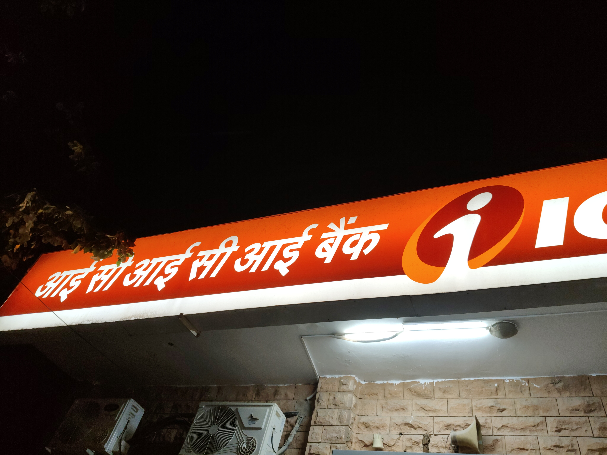 आई सी आई सी आई बैंक i IC